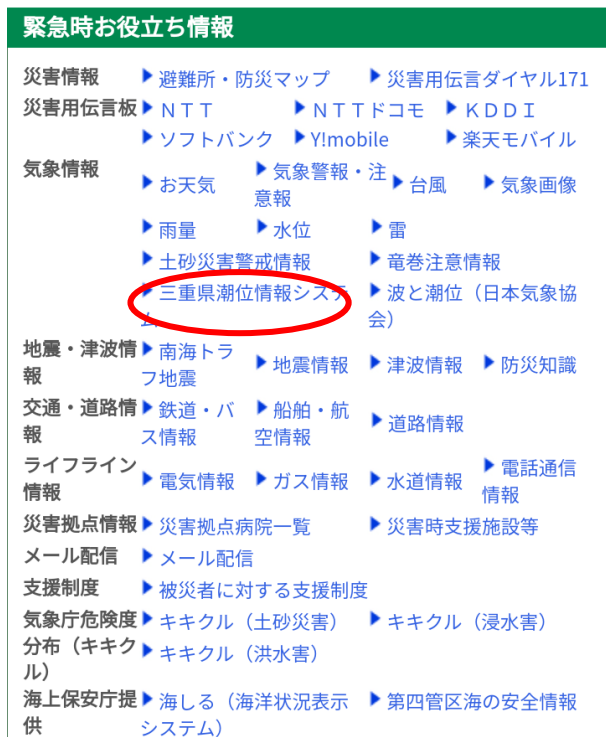 緊急時お役立ち情報
災害情報 避難所・防災マップ 災害用伝言ダイヤル171
災害用伝言板 ＮＴＴ ＮＴＴドコモ ＫＤＤＩ
ソフトバンク Y!mobile 楽天モバイル
気象情報 お天気 気象警報・注意報 台風 気象画像
雨量 水位 雷
土砂災害警戒情報 竜巻注意情報
三重県潮位情報システム 波と潮位（日本気象協会）
地震・津波情報 南海トラフ地震 地震情報 津波情報 防災知識
交通・道路情報 鉄道・バス情報 船舶・航空情報 道路情報
ライフライン情報 電気情報 ガス情報 水道情報 電話通信情報
災害拠点情報 災害拠点病院一覧 災害時支援施設等
メール配信 メール配信
支援制度 被災者に対する支援制度
気象庁危険度分布（キキクル） キキクル（土砂災害） キキクル（浸水害）
キキクル（洪水害）
海上保安庁提供 海しる（海洋状況表示システム） 第四管区海の安全情報